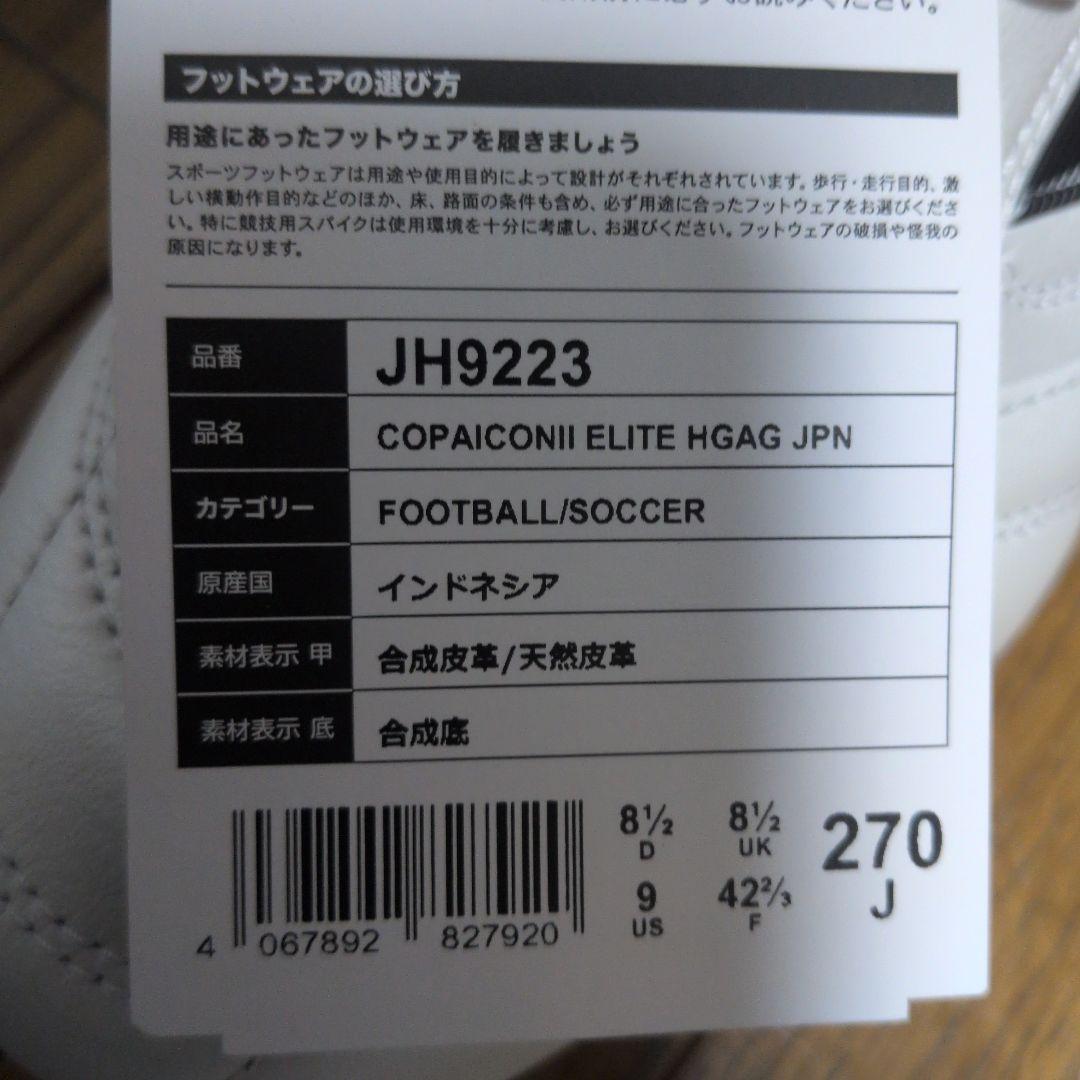 お読みください。
フットウェアの選び方
用途にあったフットウェアを履きましょう
スポーツフットウェアは用途や使用目的によって設計がそれぞれされています。歩行・走行目的、激
しい横動作目的などのほか、床、路面の条件も含め、必ず用途に合ったフットウェアをお選びくださ
い。特に競技用スパイクは使用環境を十分に考慮し、お選びください。フットウェアの破損や怪我の
原因になります。
品番 JH9223
品名 COPAICONII ELITE HGAG JPN
カテゴリー FOOTBALL/SOCCER
原産国 インドネシア
素材表示 甲 合成皮革/天然皮革
素材表示 底 合成底
4 067892 827920
8½ D
8½ UK
9 US
42⅔ F
270 J